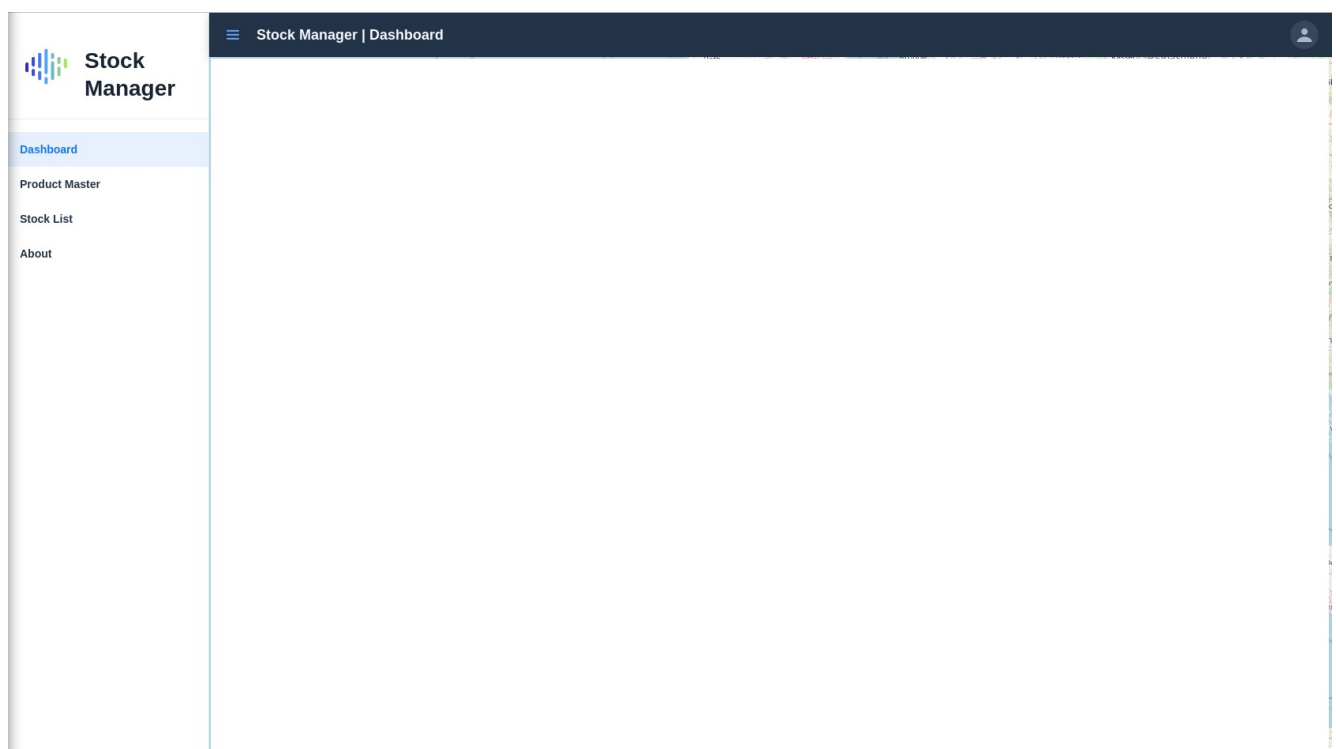 Stock
Manager
Stock Manager | Dashboard
Dashboard
Product Master
Stock List
About